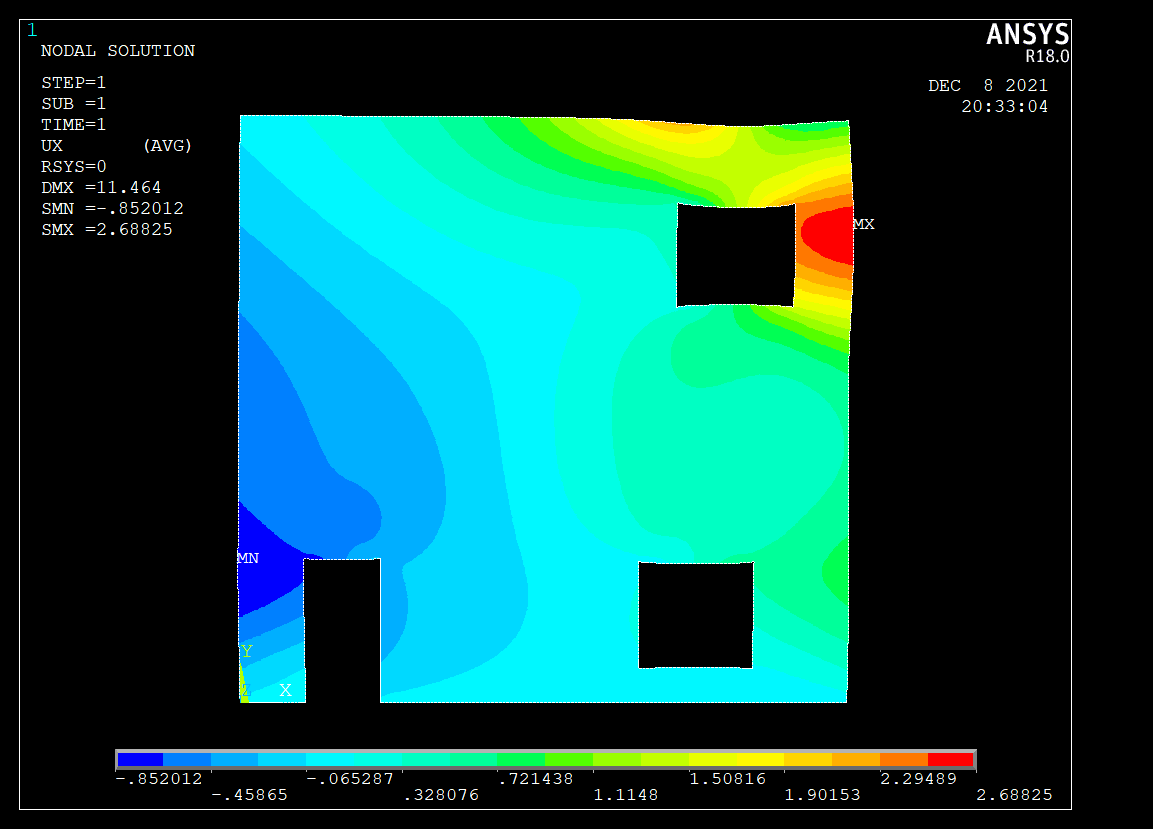 1
ANSYS
R18.0
NODAL SOLUTION
DEC 8 2021
20:33:04
STEP=1
SUB =1
TIME=1
UX (AVG)
RSYS=0
DMX =11.464
SMN =-.852012
SMX =2.68825
MX
MN
Y
Z X
-.852012 -.065287 .721438 1.50816 2.29489
-.45865 .328076 1.1148 1.90153 2.68825